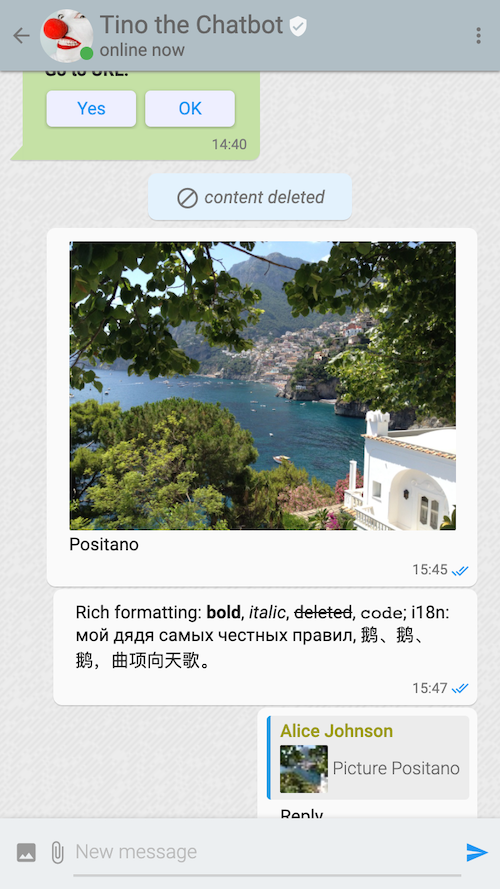 Tino the Chatbot
online now
Go to URL:
Yes
OK
14:40
content deleted
Positano
15:45
Rich formatting: bold, italic, deleted, code; i18n:
мой дядя самых честных правил, 鹅、鹅、
鹅，曲项向天歌。
15:47
Alice Johnson
Picture Positano
Reply
New message